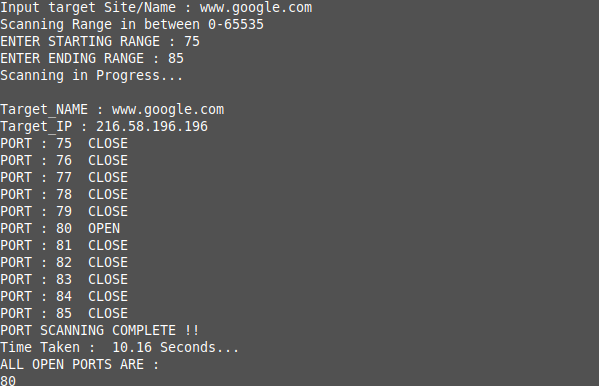 Input target Site/Name : www.google.com
Scanning Range in between 0-65535
ENTER STARTING RANGE : 75
ENTER ENDING RANGE : 85
Scanning in Progress...
Target_NAME : www.google.com
Target_IP : 216.58.196.196
PORT : 75  CLOSE
PORT : 76  CLOSE
PORT : 77  CLOSE
PORT : 78  CLOSE
PORT : 79  CLOSE
PORT : 80  OPEN
PORT : 81  CLOSE
PORT : 82  CLOSE
PORT : 83  CLOSE
PORT : 84  CLOSE
PORT : 85  CLOSE
PORT SCANNING COMPLETE !!
Time Taken :  10.16 Seconds...
ALL OPEN PORTS ARE :
80